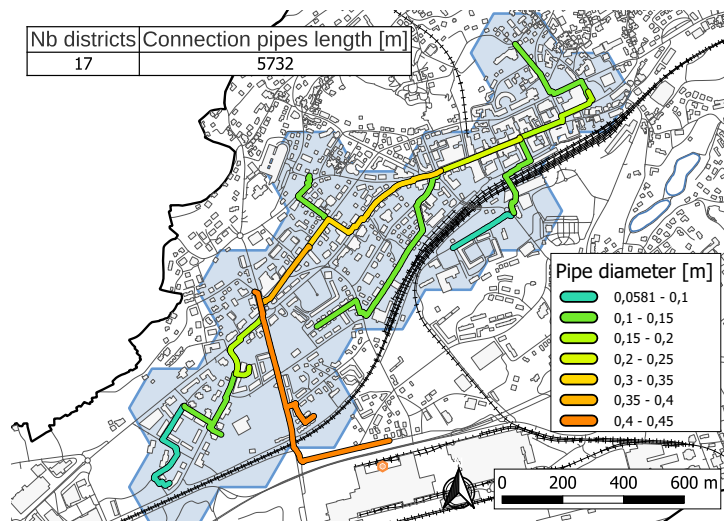 Nb districts Connection pipes length [m]
17 5732
Pipe diameter [m]
0,0581 - 0,1
0,1 - 0,15
0,15 - 0,2
0,2 - 0,25
0,3 - 0,35
0,35 - 0,4
0,4 - 0,45
0 200 400 600 m